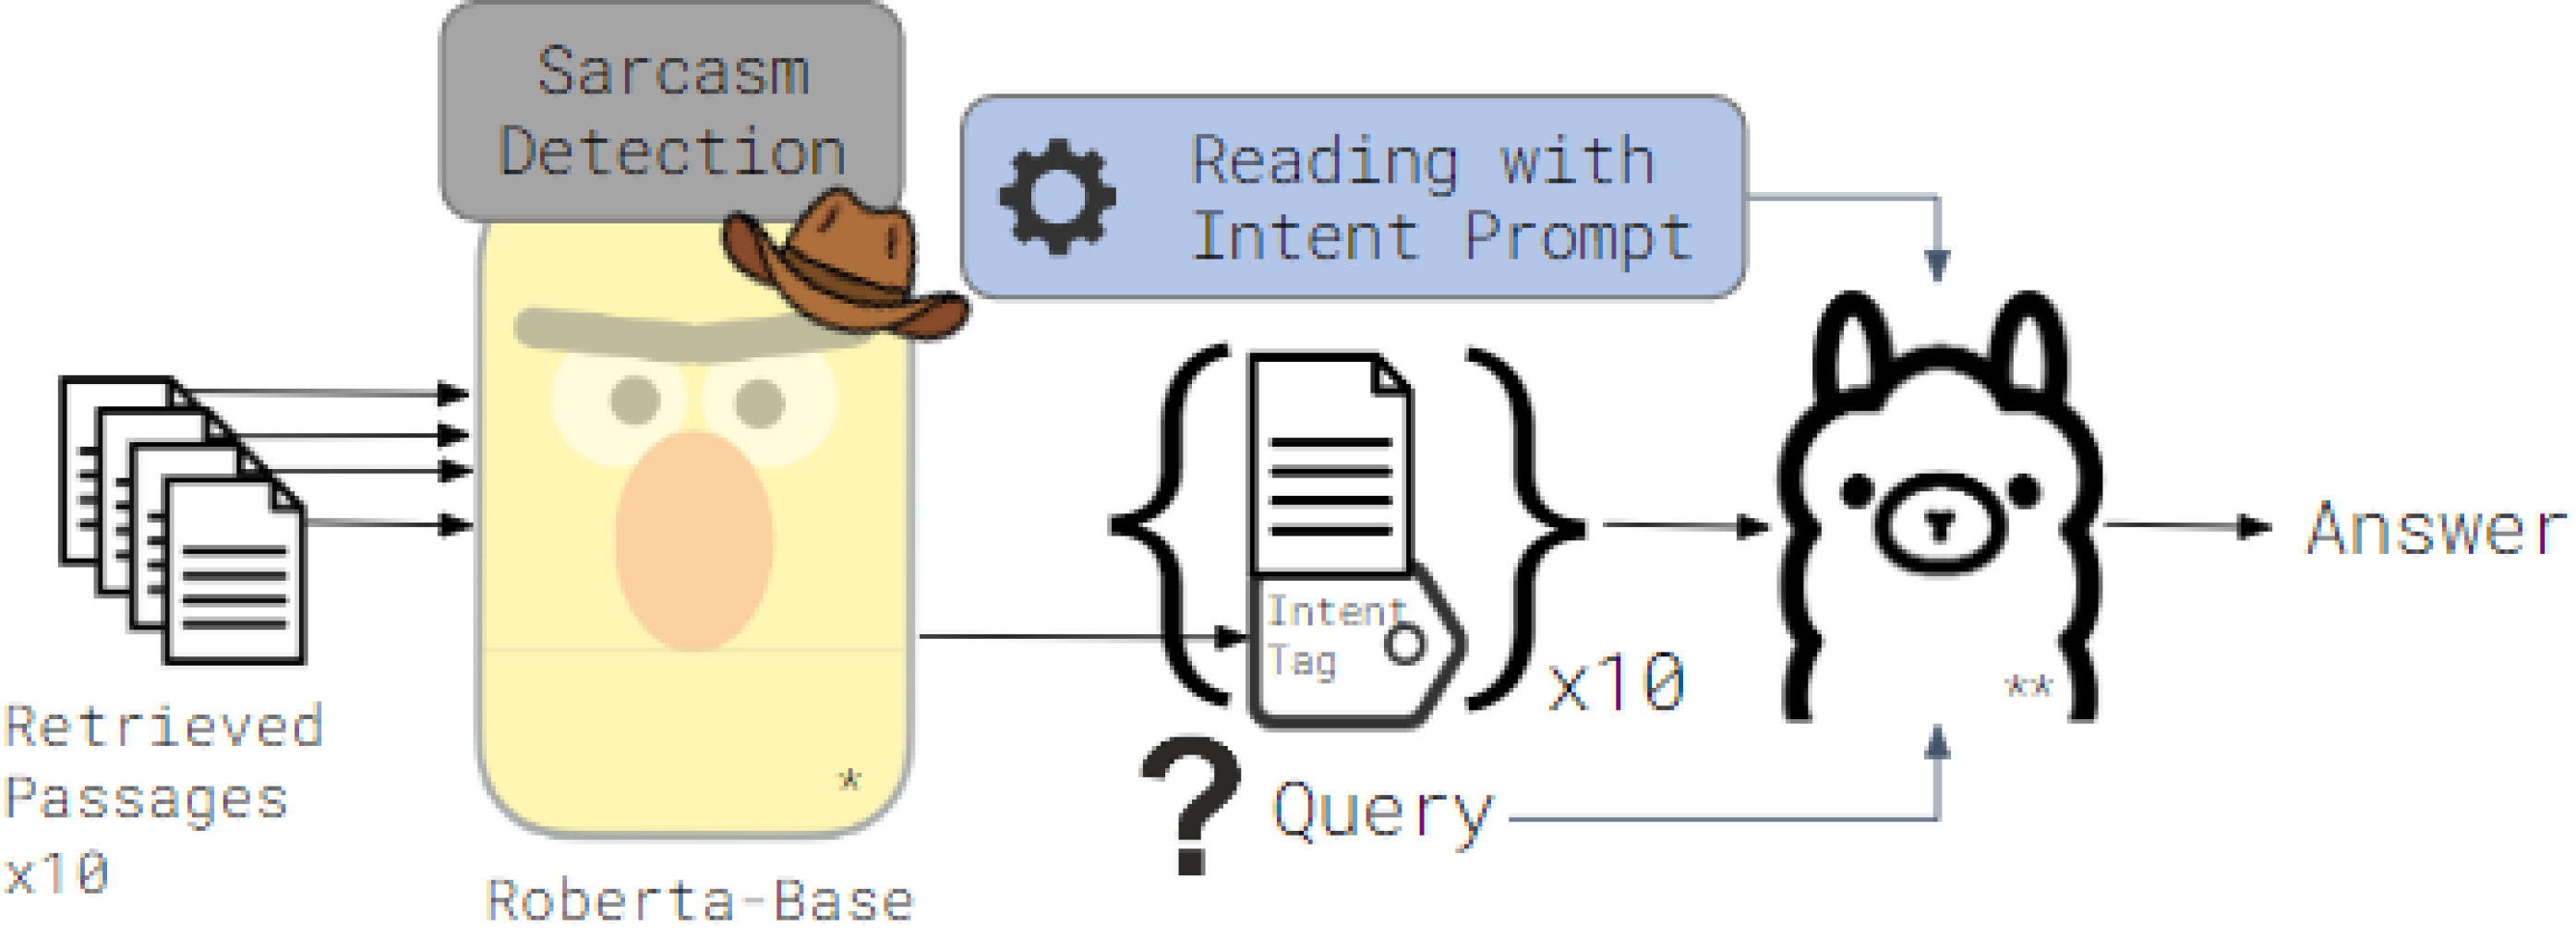 Sarcasm
Detection
Reading with
Intent Prompt
Intent
Tag
x10
**
Answer
Retrieved
Passages
x10
*
Query
?
Roberta-Base